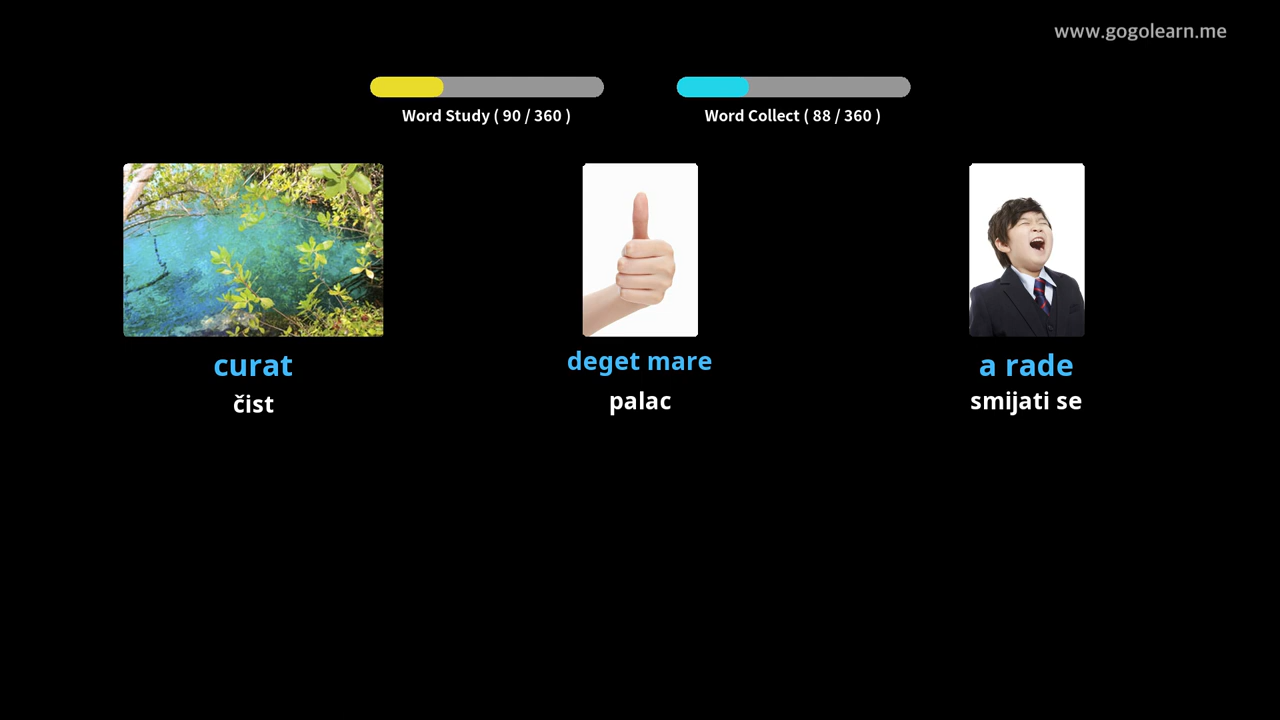 www.gogolearn.me
Word Study ( 90 / 360 )
Word Collect ( 88 / 360 )
curat
deget mare
a rade
čist
palac
smijati se